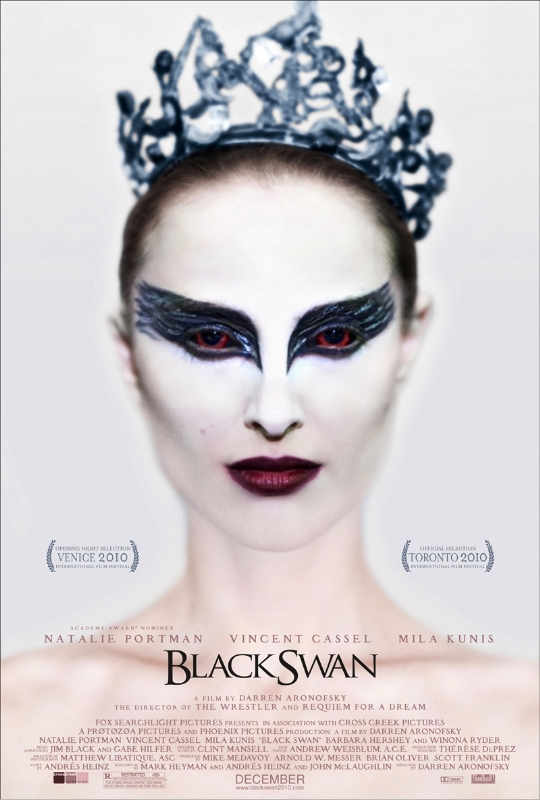 OPENING NIGHT SELECTION
VENICE 2010
INTERNATIONAL FILM FESTIVAL
OFFICIAL SELECTION
TORONTO 2010
INTERNATIONAL FILM FESTIVAL
ACADEMY AWARD® NOMINEE
NATALIE PORTMAN VINCENT CASSEL MILA KUNIS
BLACK SWAN
A FILM BY DARREN ARONOFSKY
THE DIRECTOR OF THE WRESTLER AND REQUIEM FOR A DREAM
FOX SEARCHLIGHT PICTURES PRESENTS IN ASSOCIATION WITH CROSS CREEK PICTURES
A PRØTØZØA PICTURES AND PHOENIX PICTURES PRODUCTION A FILM BY DARREN ARONOFSKY
NATALIE PORTMAN VINCENT CASSEL MILA KUNIS "BLACK SWAN" BARBARA HERSHEY AND WINONA RYDER
JIM BLACK AND GABE HILFER CLINT MANSELL ANDREW WEISBLUM, A.C.E. THÉRÈSE DEPREZ
MATTHEW LIBATIQUE, ASC MIKE MEDAVOY ARNOLD W. MESSER BRIAN OLIVER SCOTT FRANKLIN
ANDRÉS HEINZ MARK HEYMAN AND ANDRÉS HEINZ AND JOHN McLAUGHLIN DARREN ARONOFSKY
R RESTRICTED
DECEMBER
www.blackswan2010.com